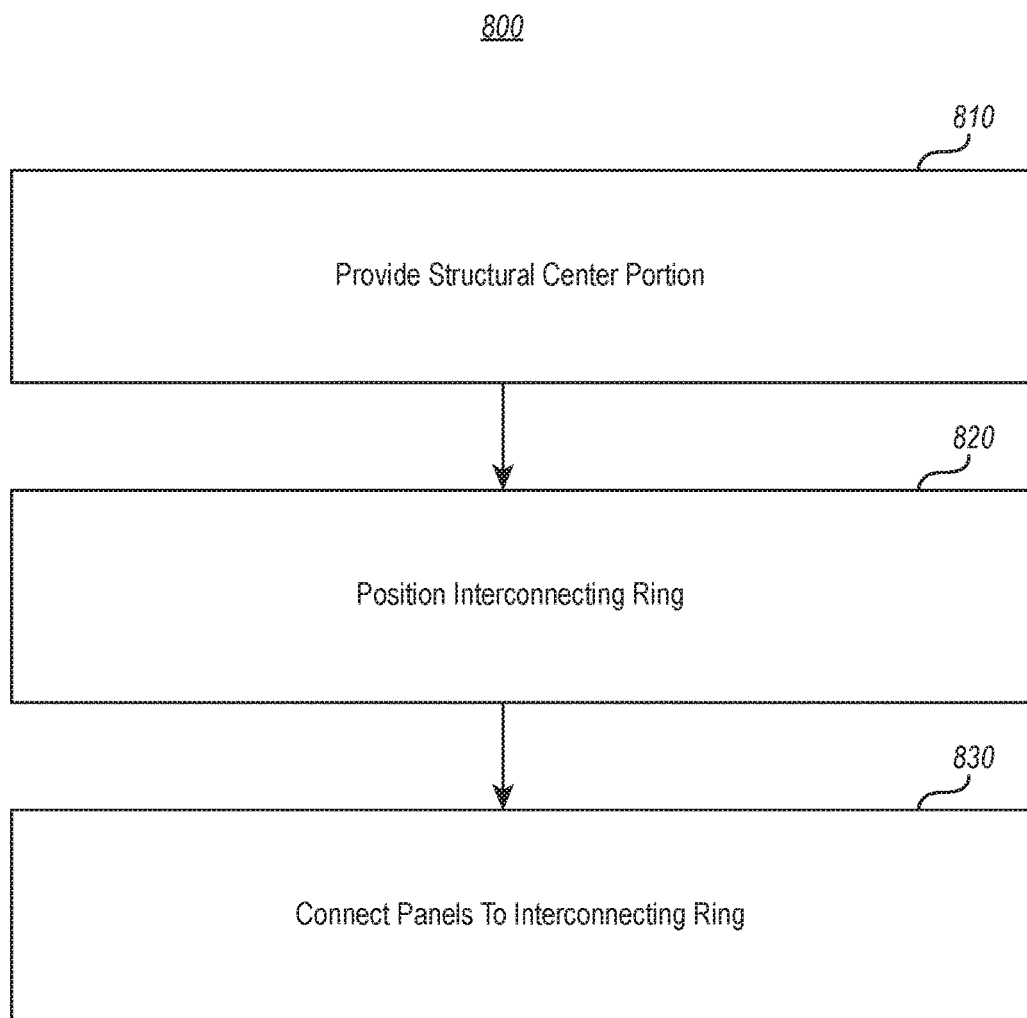 800
810
Provide Structural Center Portion
820
Position Interconnecting Ring
830
Connect Panels To Interconnecting Ring